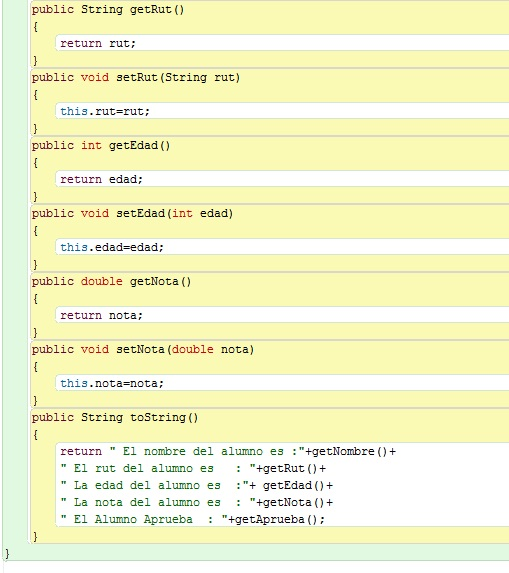 public String getRut()
{
return rut;
}
public void setRut(String rut)
{
this.rut=rut;
}
public int getEdad()
{
return edad;
}
public void setEdad(int edad)
{
this.edad=edad;
}
public double getNota()
{
return nota;
}
public void setNota(double nota)
{
this.nota=nota;
}
public String toString()
{
return " El nombre del alumno es :"+getNombre()+
" El rut del alumno es   : "+getRut()+
" La edad del alumno es  :"+ getEdad()+
" La nota del alumno es  : "+getNota()+
" El Alumno Aprueba  : "+getAprueba();
}
}